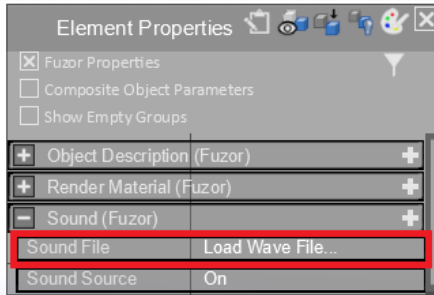 Element Properties
Fuzor Properties
Composite Object Parameters
Show Empty Groups
Object Description (Fuzor)
Render Material (Fuzor)
Sound (Fuzor)
Sound File Load Wave File...
Sound Source On